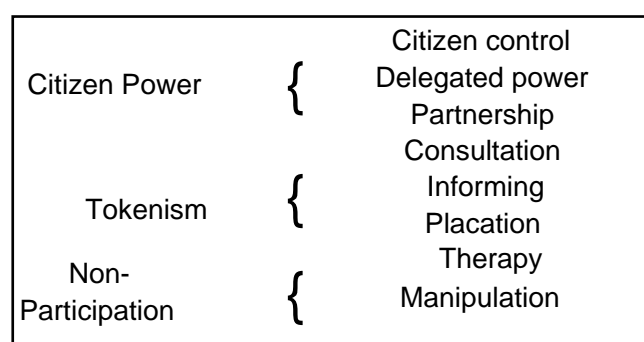 Citizen Power
{
Citizen control
Delegated power
Partnership
Consultation
Tokenism
{
Informing
Placation
Non-
Participation
{
Therapy
Manipulation